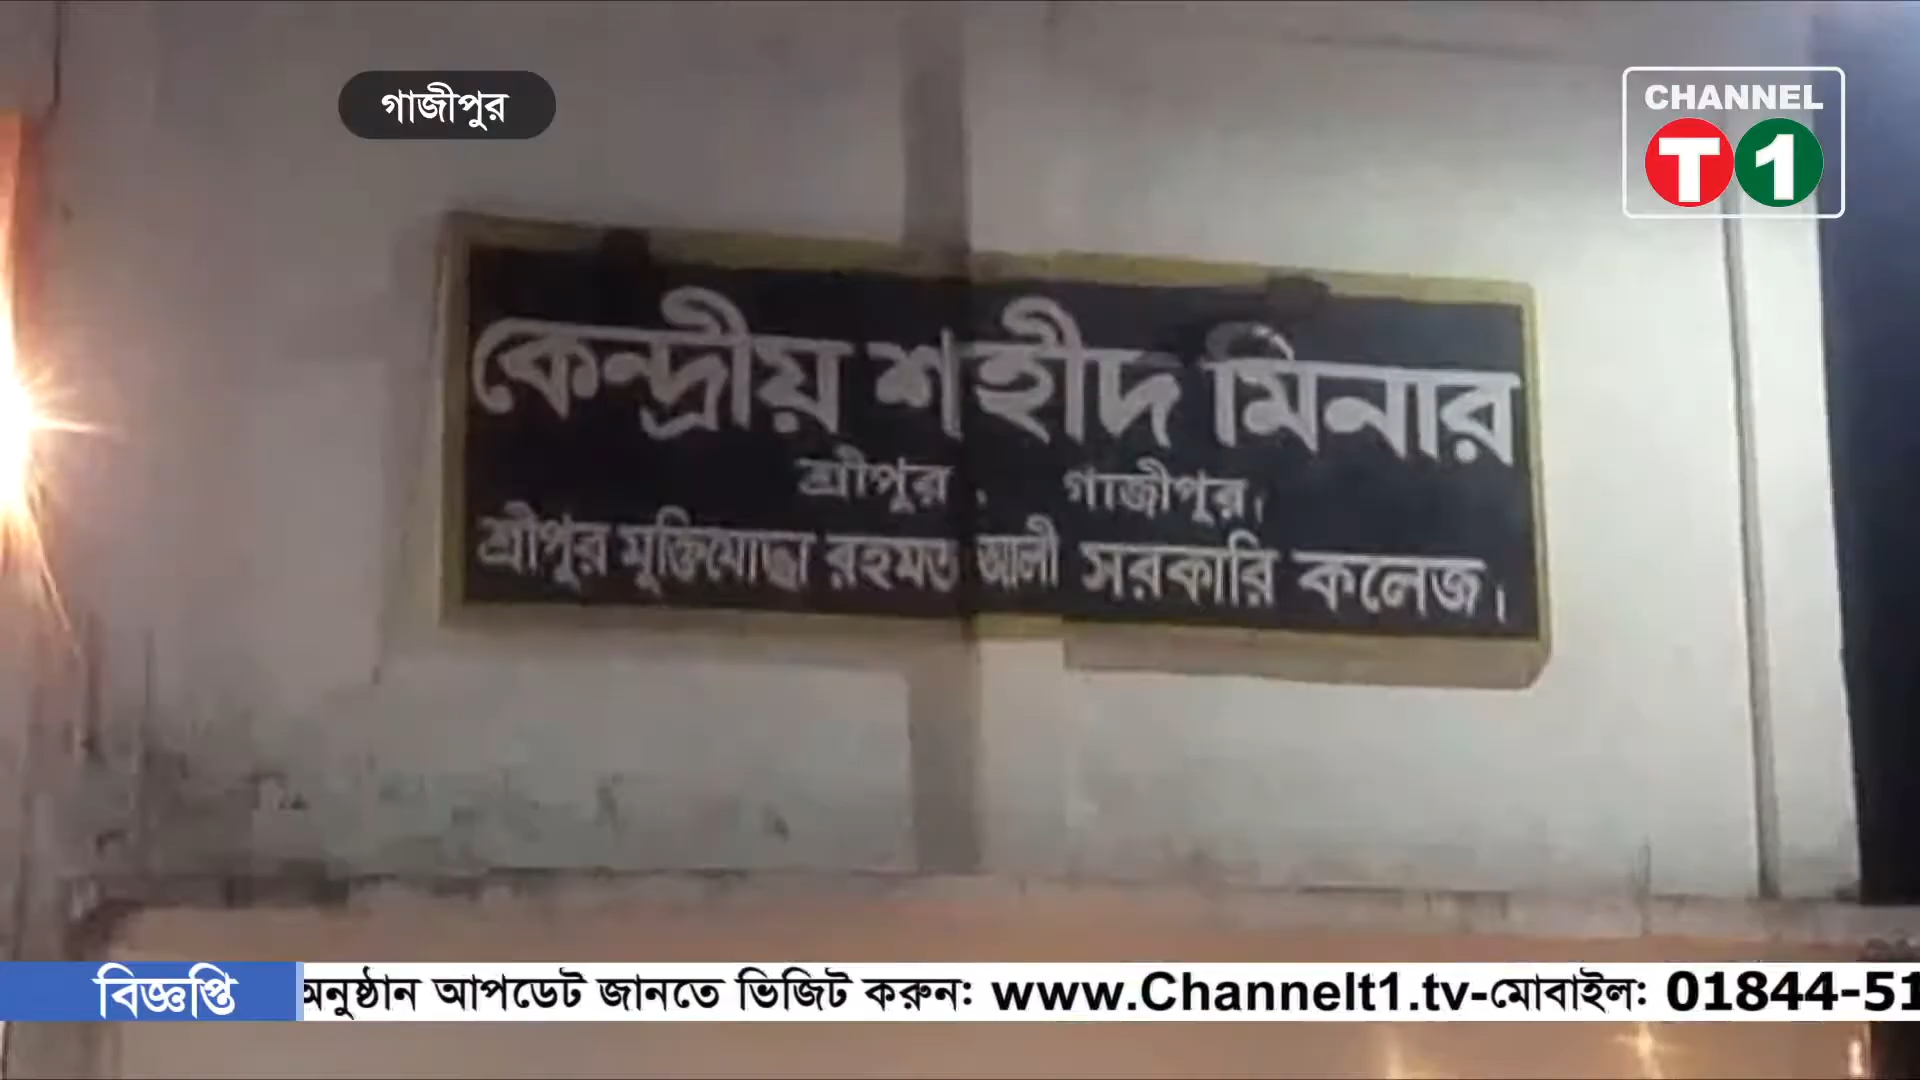 গাজীপুর
CHANNEL
T1
কেন্দ্রীয় শহীদ মিনার
শ্রীপুর, গাজীপুর।
শ্রীপুর মুক্তিযোদ্ধা রহমত আলী সরকারি কলেজ।
বিজ্ঞপ্তি
অনুষ্ঠান আপডেট জানতে ভিজিট করুন: www.Channelt1.tv-মোবাইল: 01844-51